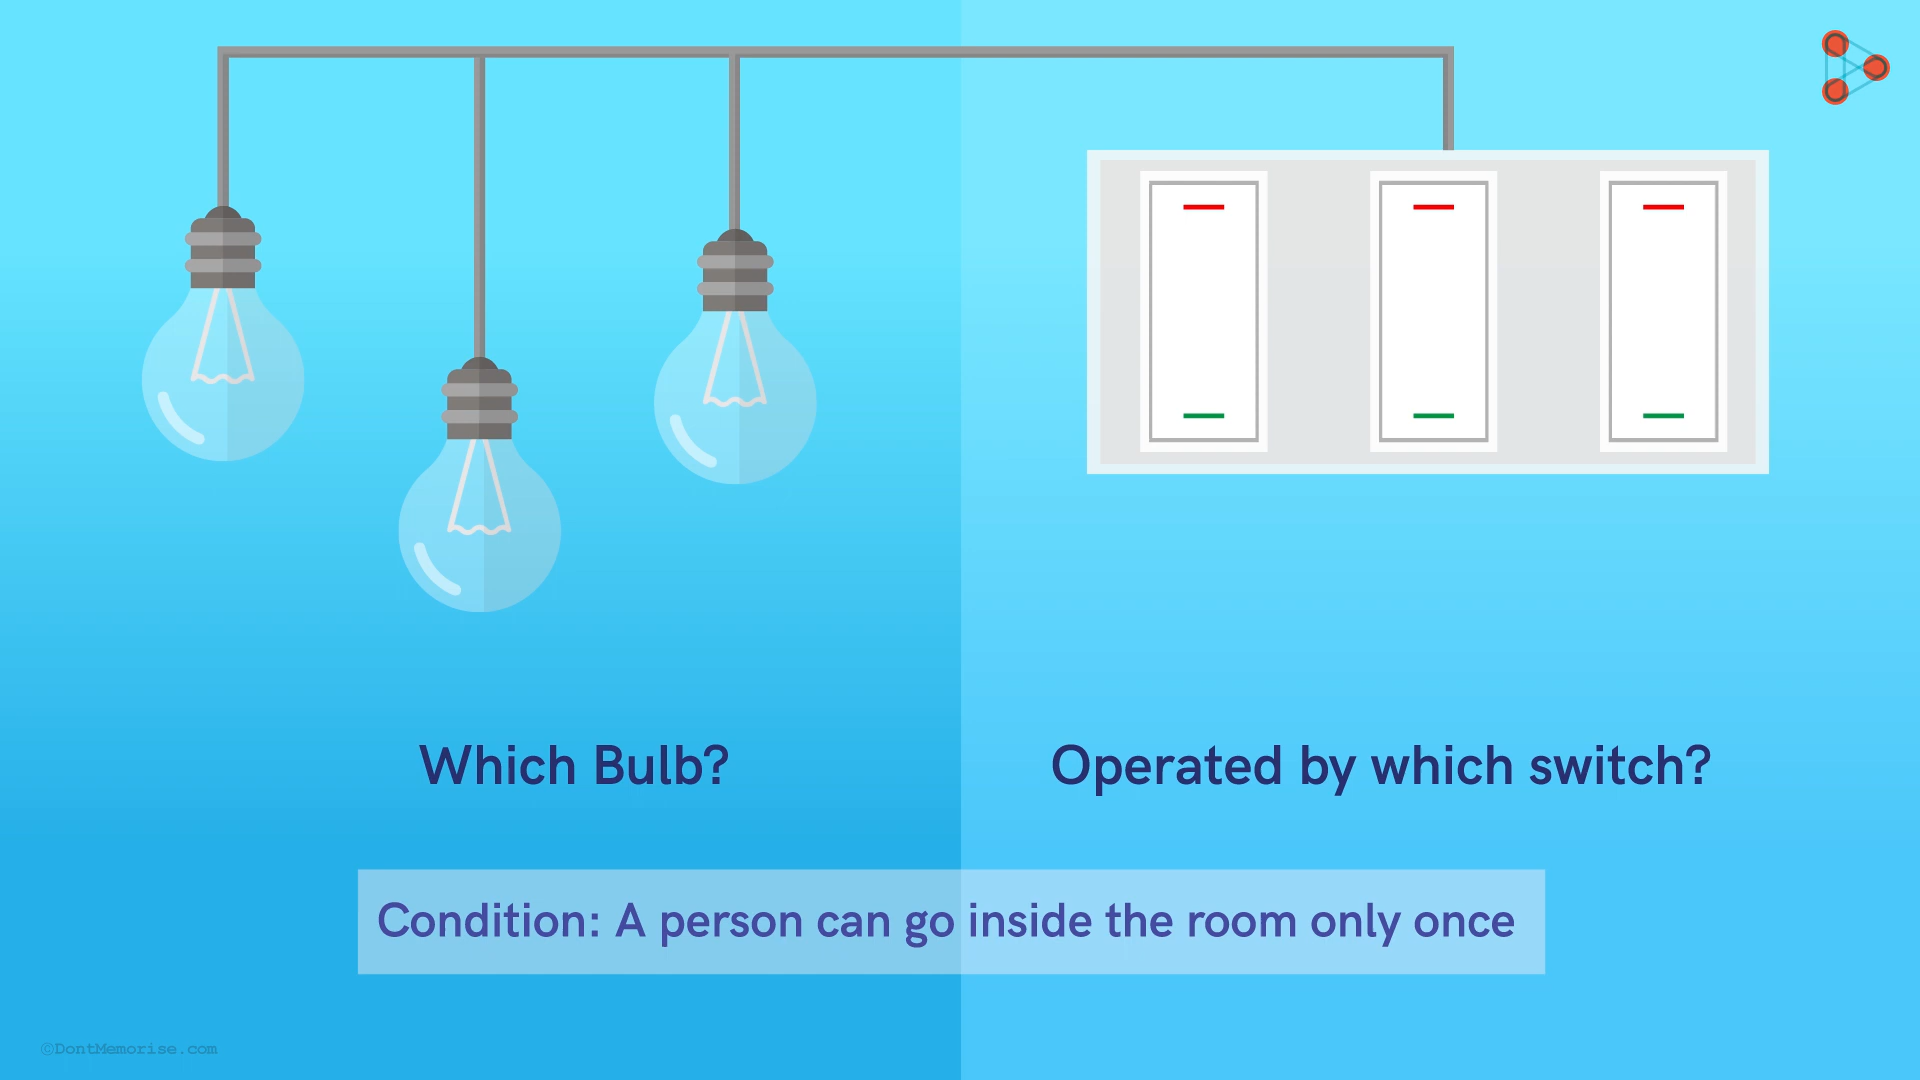 Which Bulb?
Operated by which switch?
Condition: A person can go inside the room only once
©DontMemorise.com